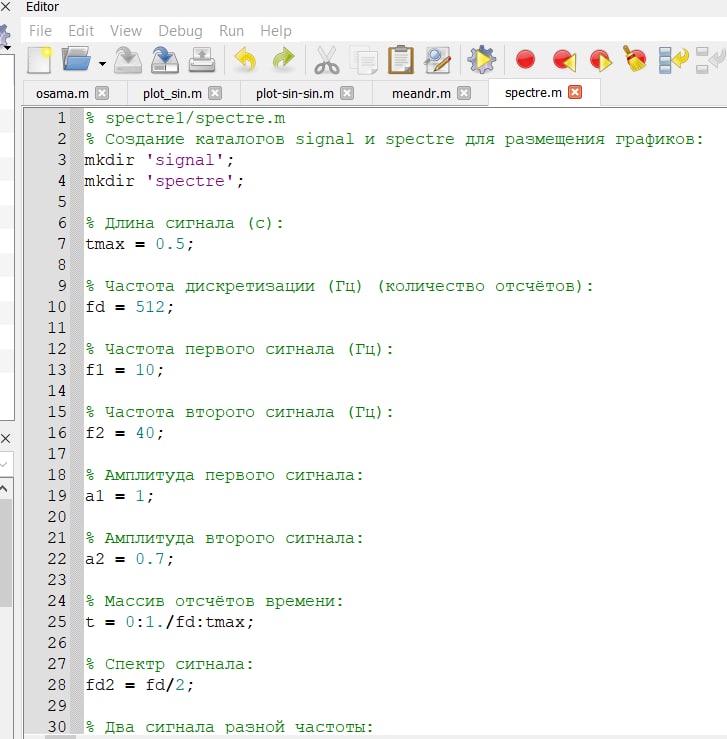 Editor
File Edit View Debug Run Help
osama.m plot_sin.m plot-sin-sin.m meandr.m spectre.m
1 % spectre1/spectre.m
2 % Создание каталогов signal и spectre для размещения графиков:
3 mkdir 'signal';
4 mkdir 'spectre';
5
6 % Длина сигнала (с):
7 tmax = 0.5;
8
9 % Частота дискретизации (Гц) (количество отсчётов):
10 fd = 512;
11
12 % Частота первого сигнала (Гц):
13 f1 = 10;
14
15 % Частота второго сигнала (Гц):
16 f2 = 40;
17
18 % Амплитуда первого сигнала:
19 a1 = 1;
20
21 % Амплитуда второго сигнала:
22 a2 = 0.7;
23
24 % Массив отсчётов времени:
25 t = 0:1./fd:tmax;
26
27 % Спектр сигнала:
28 fd2 = fd/2;
29
30 % Два сигнала разной частоты: